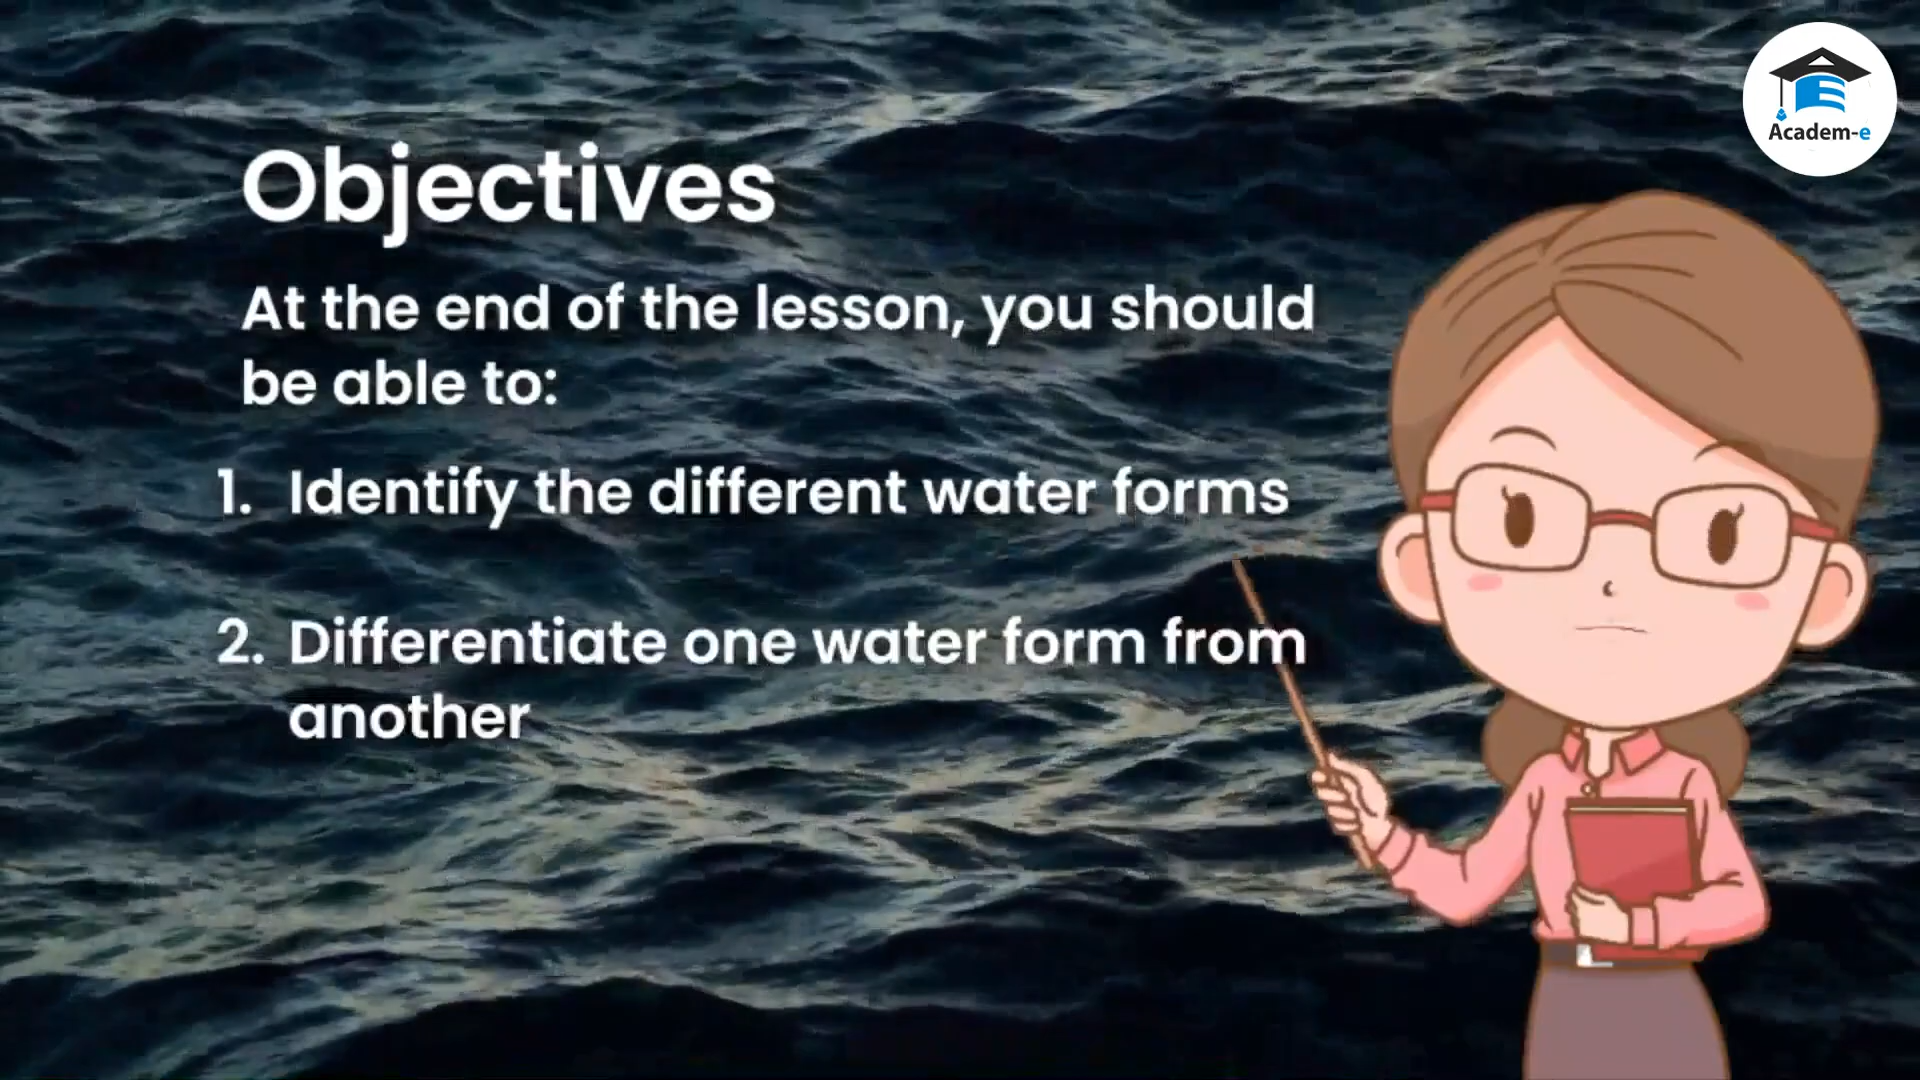 Academ-e
Objectives
At the end of the lesson, you should
be able to:
1. Identify the different water forms
2. Differentiate one water form from
another